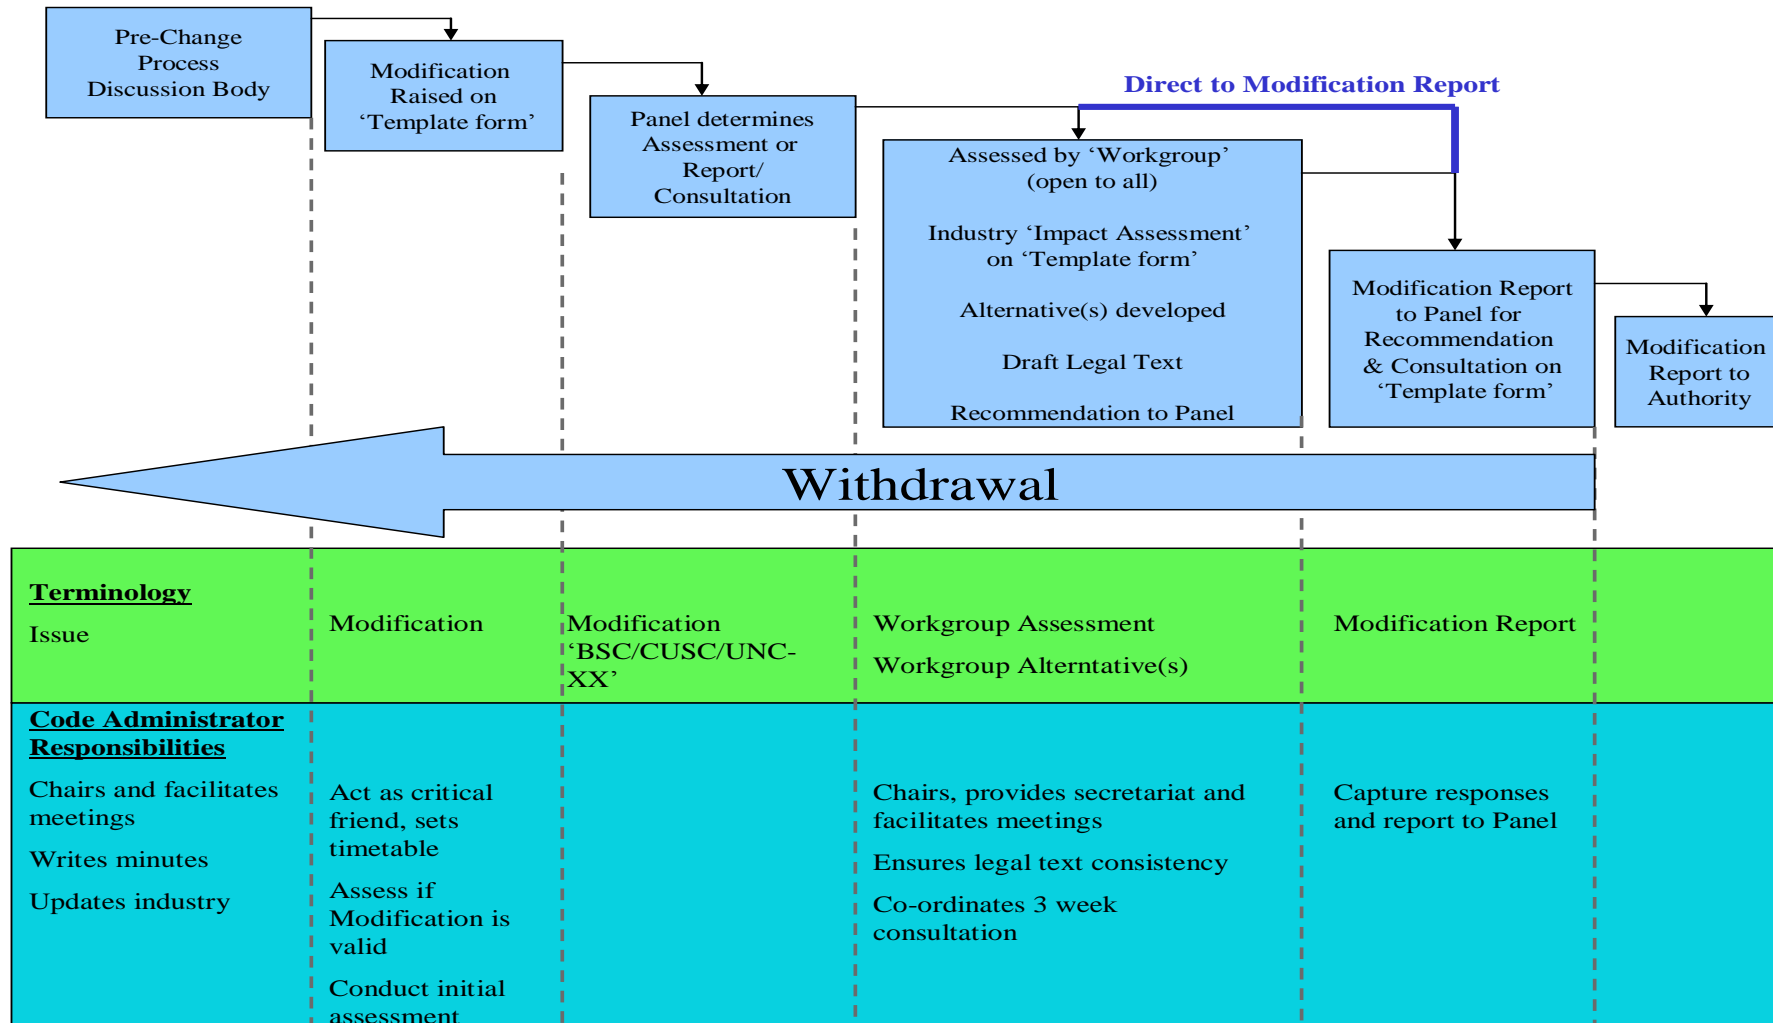 Pre-Change
Process
Discussion Body
Modification
Raised on
‘Template form’
Panel determines
Assessment or
Report/
Consultation
Direct to Modification Report
Assessed by ‘Workgroup’
(open to all)
Industry ‘Impact Assessment’
on ‘Template form’
Alternative(s) developed
Draft Legal Text
Recommendation to Panel
Modification Report
to Panel for
Recommendation
& Consultation on
‘Template form’
Modification
Report to
Authority
Withdrawal
Terminology
Issue
Modification
Modification
‘BSC/CUSC/UNC-
XX’
Workgroup Assessment
Workgroup Alterntative(s)
Modification Report
Code Administrator
Responsibilities
Chairs and facilitates
meetings
Writes minutes
Updates industry
Act as critical
friend, sets
timetable
Assess if
Modification is
valid
Conduct initial
assessment
Chairs, provides secretariat and
facilitates meetings
Ensures legal text consistency
Co-ordinates 3 week
consultation
Capture responses
and report to Panel